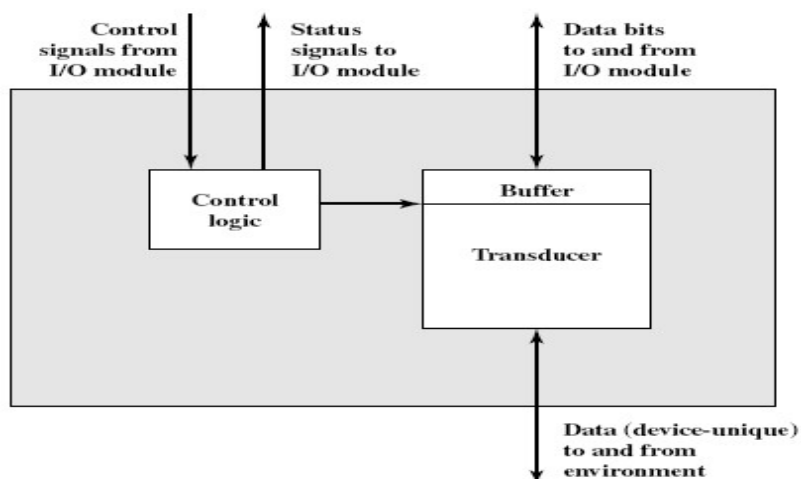 Control
signals from
I/O module
Status
signals to
I/O module
Data bits
to and from
I/O module
Control
logic
Buffer
Transducer
Data (device-unique)
to and from
environment